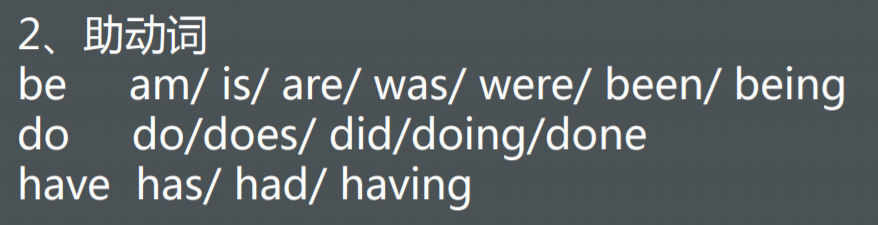 2、助动词
be am/ is/ are/ was/ were/ been/ being
do do/does/ did/doing/done
have has/ had/ having